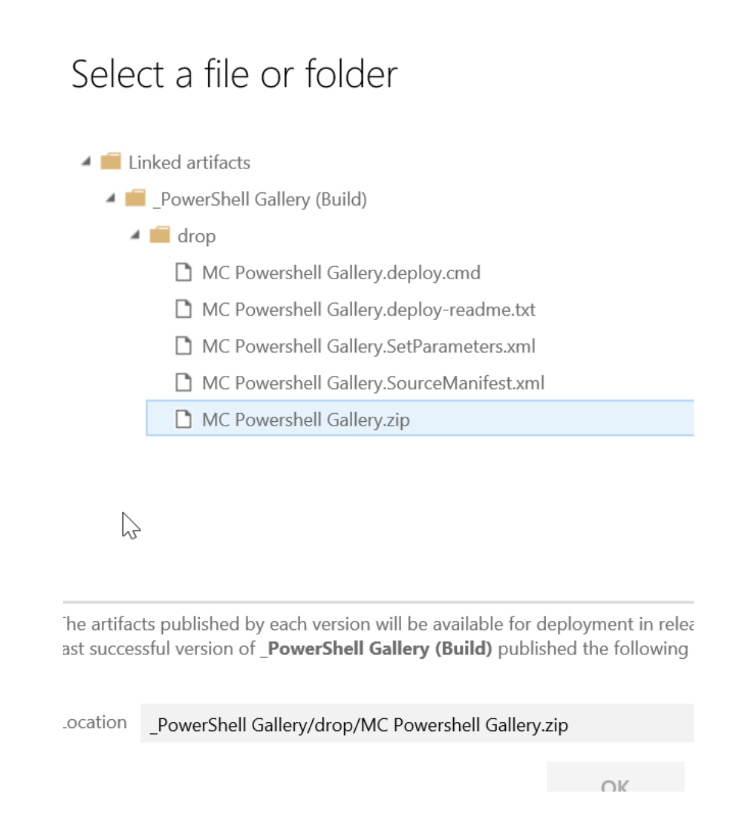 Select a file or folder
Linked artifacts
_PowerShell Gallery (Build)
drop
MC Powershell Gallery.deploy.cmd
MC Powershell Gallery.deploy-readme.txt
MC Powershell Gallery.SetParameters.xml
MC Powershell Gallery.SourceManifest.xml
MC Powershell Gallery.zip
The artifacts published by each version will be available for deployment in relea
ast successful version of _PowerShell Gallery (Build) published the following
Location _PowerShell Gallery/drop/MC Powershell Gallery.zip
OK